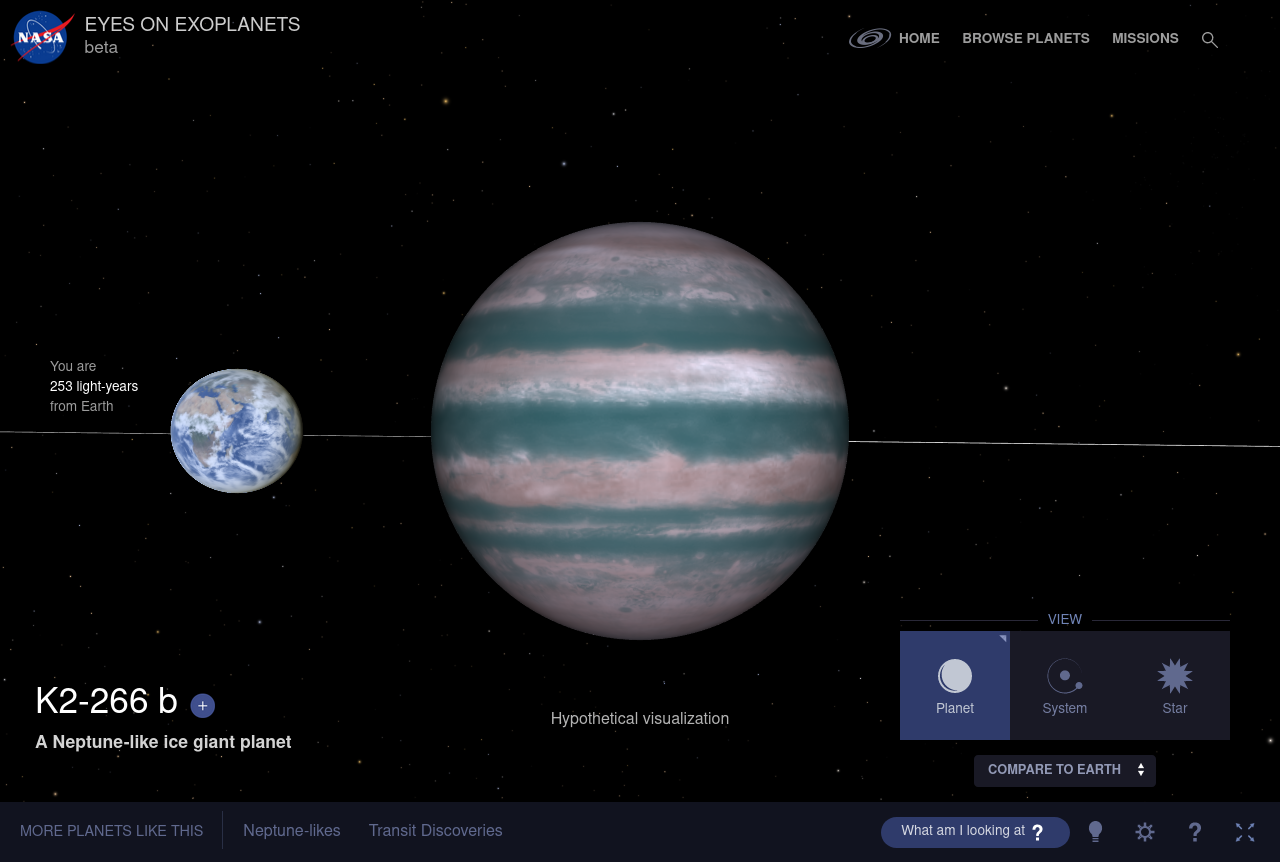 NASA
EYES ON EXOPLANETS
beta
HOME
BROWSE PLANETS
MISSIONS
You are
253 light-years
from Earth
K2-266 b +
A Neptune-like ice giant planet
Hypothetical visualization
VIEW
Planet
System
Star
COMPARE TO EARTH
MORE PLANETS LIKE THIS
Neptune-likes
Transit Discoveries
What am I looking at ?
?